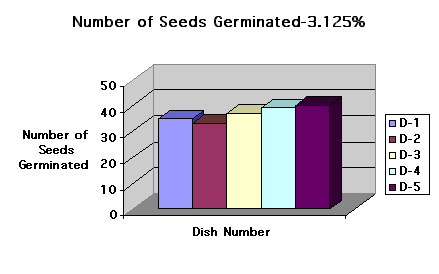 Number of Seeds Germinated-3.125%
50
40
30
20
10
0
Number of
Seeds
Germinated
Dish Number
D-1
D-2
D-3
D-4
D-5